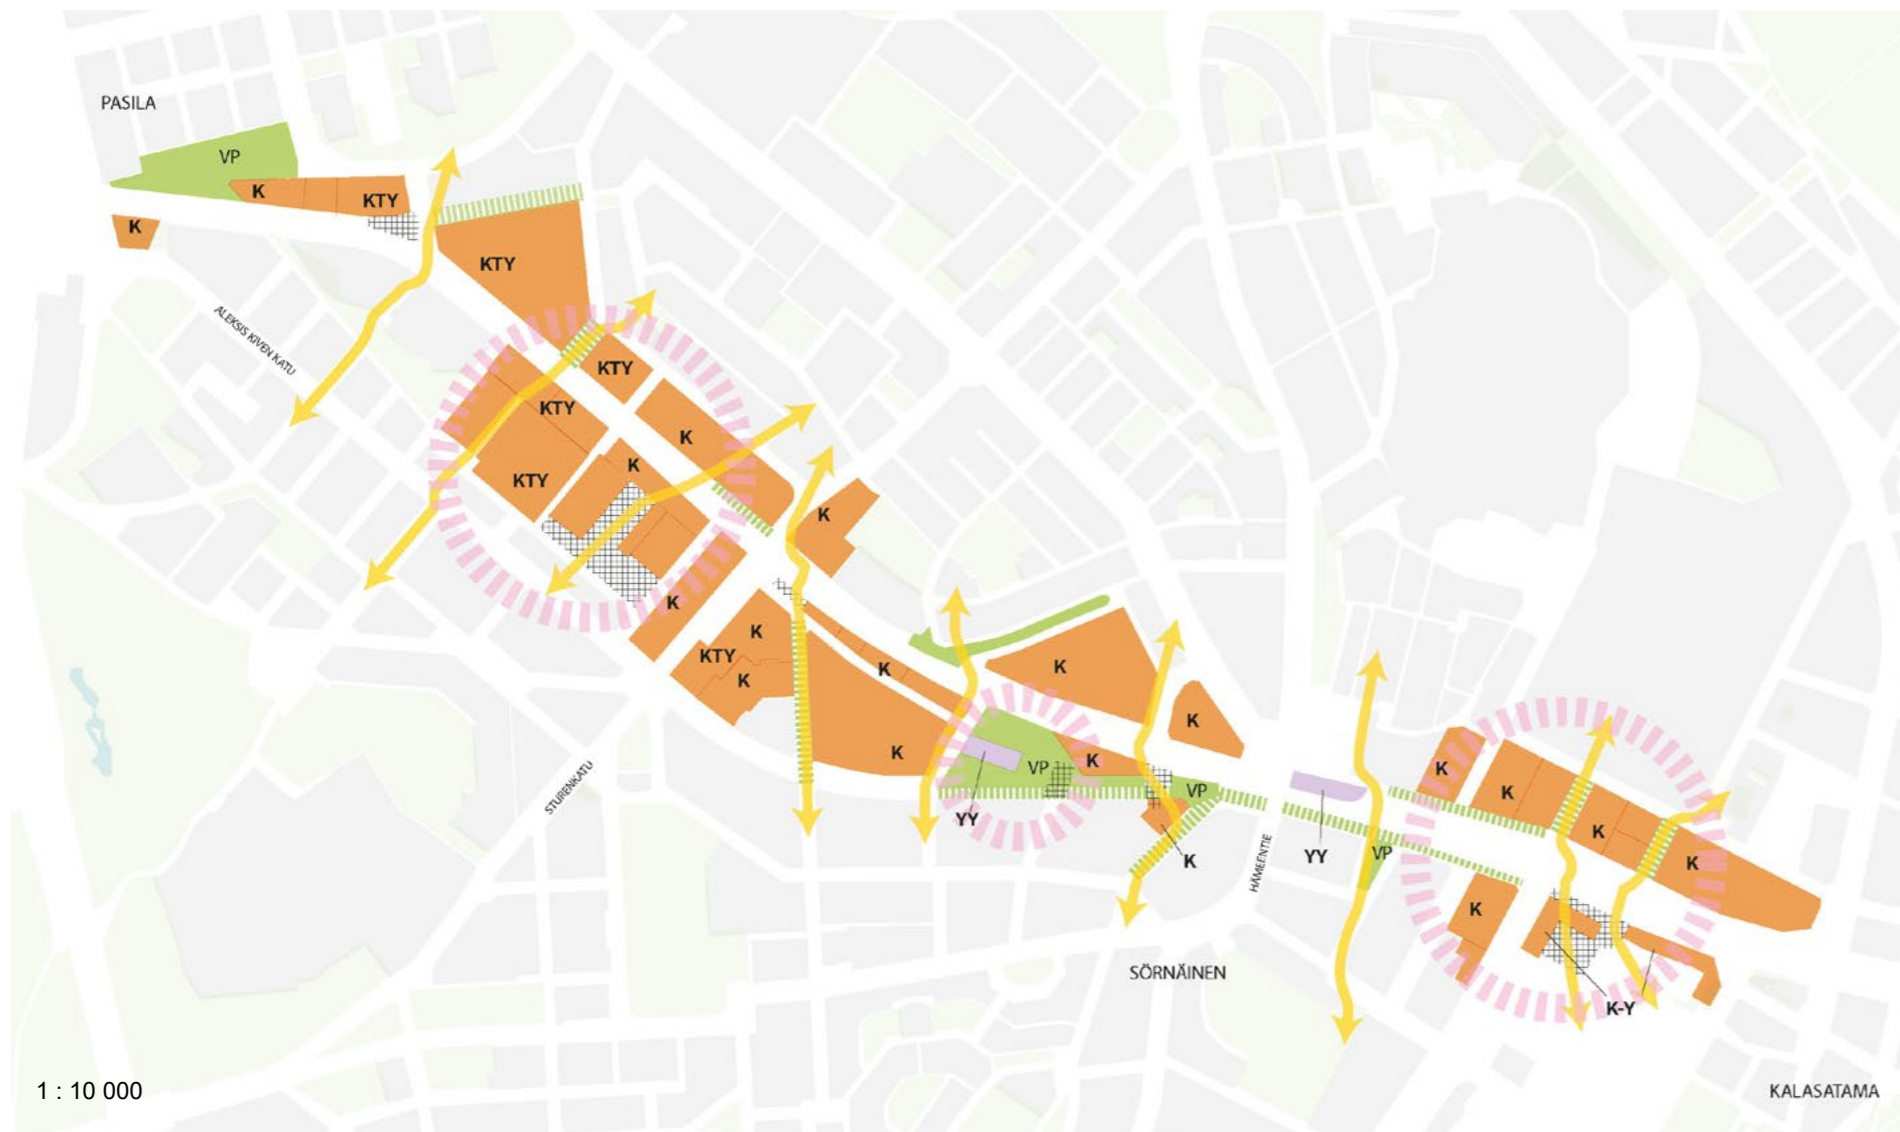 PASILA
VP
K
KTY
K
KTY
ALEKSIS KIVEN KATU
KTY
KTY
K
K
KTY
K
K
K
KTY
K
K
K
K
K
K
VP
K
VP
YY
K
STURENKATU
HÄMEENTIE
YY
VP
K
K
K
K
K
K-Y
SÖRNÄINEN
KALASATAMA
1 : 10 000